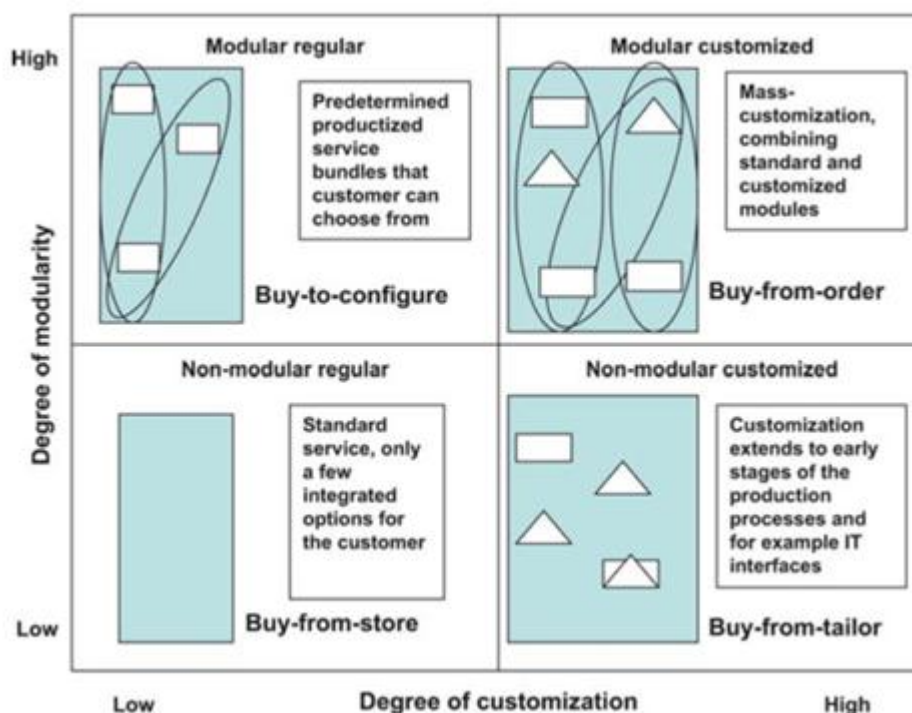 High
Degree of modularity
Low
Modular regular
Predetermined
productized
service
bundles that
customer can
choose from
Buy-to-configure
Modular customized
Mass-
customization,
combining
standard and
customized
modules
Buy-from-order
Non-modular regular
Standard
service, only
a few
integrated
options for
the customer
Buy-from-store
Non-modular customized
Customization
extends to early
stages of the
production
processes and
for example IT
interfaces
Buy-from-tailor
Low
Degree of customization
High